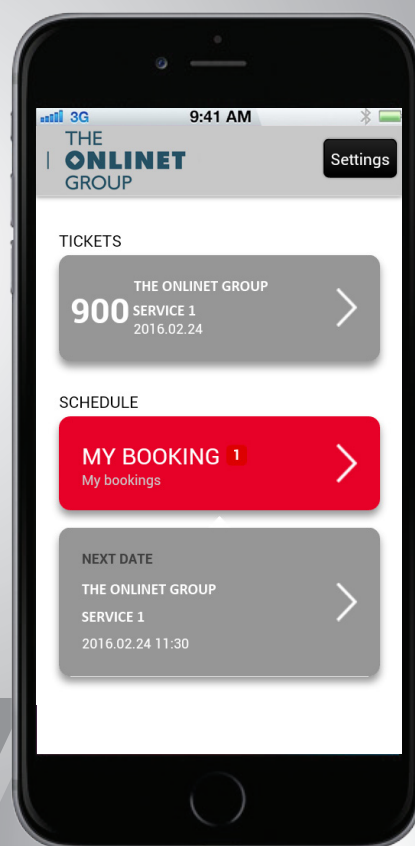 3G 9:41 AM
THE
ONLINET
GROUP
Settings
TICKETS
900
THE ONLINET GROUP
SERVICE 1
2016.02.24
SCHEDULE
MY BOOKING 1
My bookings
NEXT DATE
THE ONLINET GROUP
SERVICE 1
2016.02.24 11:30